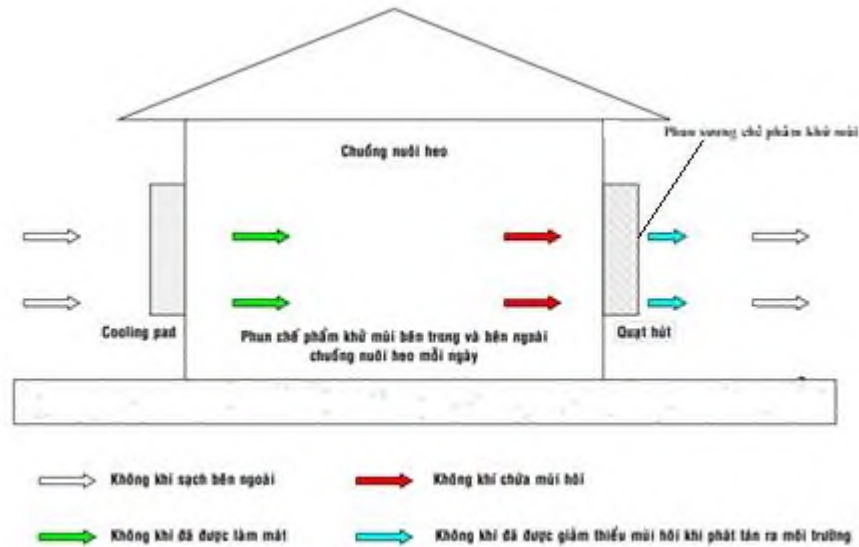 Chuồng nuôi heo
Phun sương chế phẩm khử mùi
Cooling pad
Phun chế phẩm khử mùi bên trong và bên ngoài
chuồng nuôi heo mỗi ngày
Quạt hút
Không khí sạch bên ngoài
Không khí chứa mùi hôi
Không khí đã được làm mát
Không khí đã được giảm thiểu mùi hôi khi phát tán ra môi trường